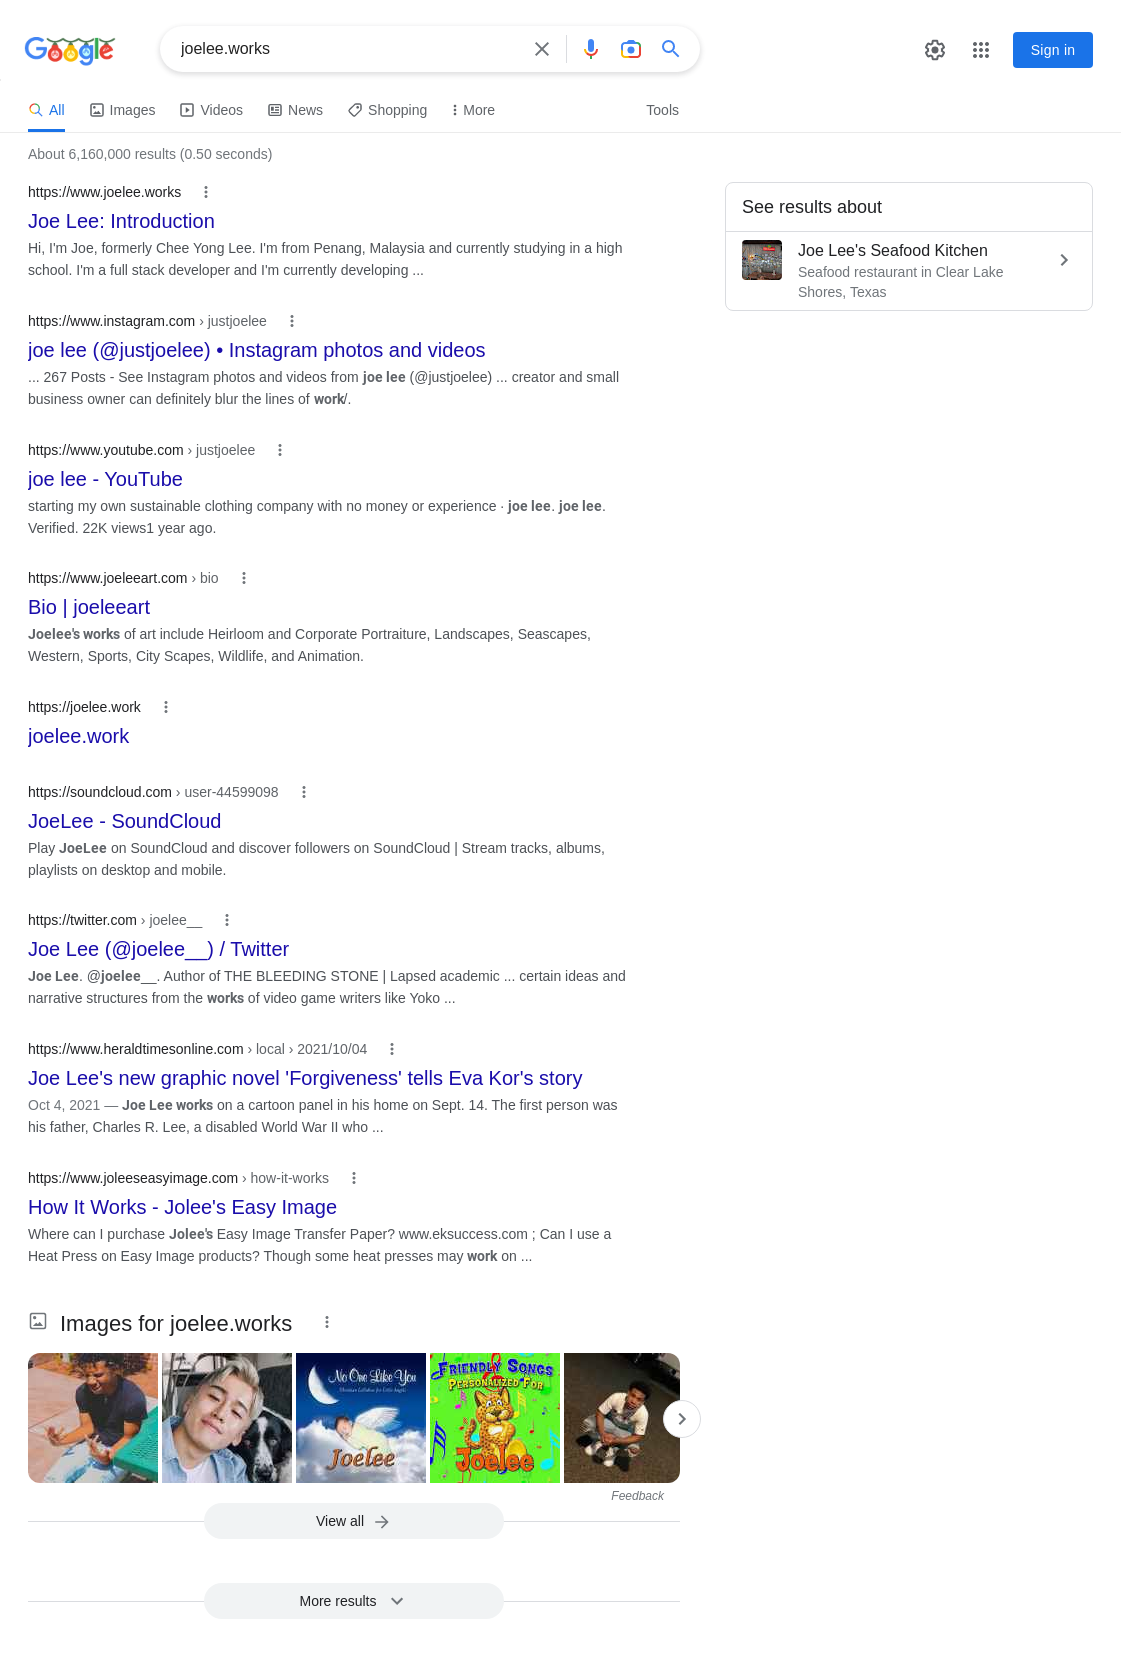 Google
joelee.works
Sign in
All
Images
Videos
News
Shopping
More
Tools
About 6,160,000 results (0.50 seconds)
https://www.joelee.works
Joe Lee: Introduction
Hi, I'm Joe, formerly Chee Yong Lee. I'm from Penang, Malaysia and currently studying in a high
school. I'm a full stack developer and I'm currently developing ...
https://www.instagram.com › justjoelee
joe lee (@justjoelee) • Instagram photos and videos
... 267 Posts - See Instagram photos and videos from joe lee (@justjoelee) ... creator and small
business owner can definitely blur the lines of work/.
https://www.youtube.com › justjoelee
joe lee - YouTube
starting my own sustainable clothing company with no money or experience · joe lee. joe lee.
Verified. 22K views1 year ago.
https://www.joeleeart.com › bio
Bio | joeleeart
Joelee's works of art include Heirloom and Corporate Portraiture, Landscapes, Seascapes,
Western, Sports, City Scapes, Wildlife, and Animation.
https://joelee.work
joelee.work
https://soundcloud.com › user-44599098
JoeLee - SoundCloud
Play JoeLee on SoundCloud and discover followers on SoundCloud | Stream tracks, albums,
playlists on desktop and mobile.
https://twitter.com › joelee__
Joe Lee (@joelee__) / Twitter
Joe Lee. @joelee__. Author of THE BLEEDING STONE | Lapsed academic ... certain ideas and
narrative structures from the works of video game writers like Yoko ...
https://www.heraldtimesonline.com › local › 2021/10/04
Joe Lee's new graphic novel 'Forgiveness' tells Eva Kor's story
Oct 4, 2021 — Joe Lee works on a cartoon panel in his home on Sept. 14. The first person was
his father, Charles R. Lee, a disabled World War II who ...
https://www.joleeseasyimage.com › how-it-works
How It Works - Jolee's Easy Image
Where can I purchase Jolee's Easy Image Transfer Paper? www.eksuccess.com ; Can I use a
Heat Press on Easy Image products? Though some heat presses may work on ...
Images for joelee.works
No One Like You
Christian Lullabies for Little Angels
Joelee
FRIENDLY SONGS
PERSONALIZED FOR
Joelee
Feedback
View all
More results
See results about
Joe Lee's Seafood Kitchen
Seafood restaurant in Clear Lake
Shores, Texas